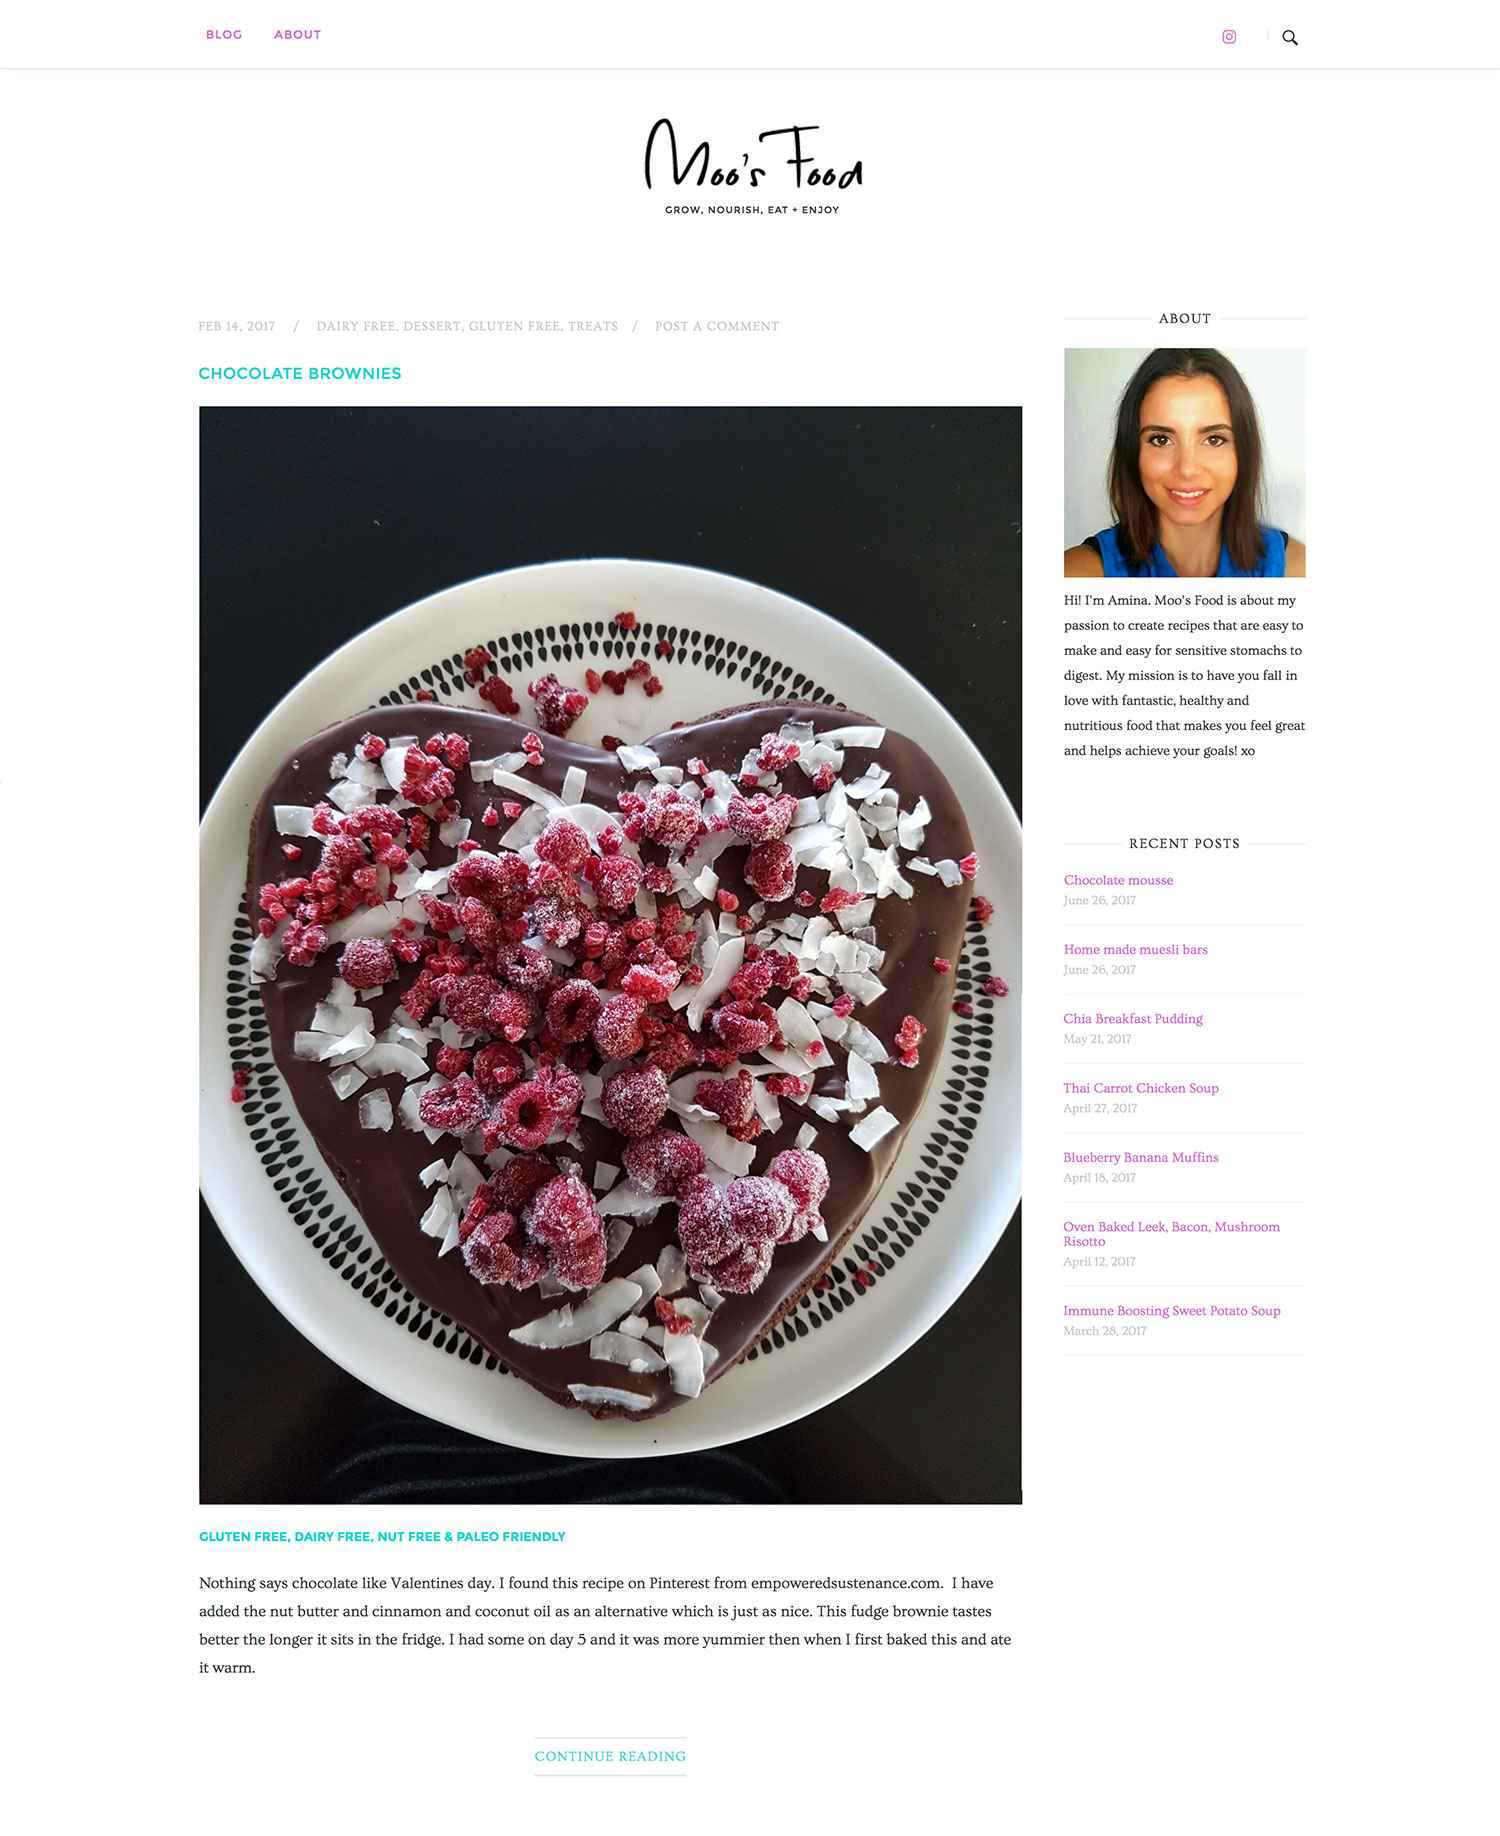 BLOG ABOUT
Moo's Food
GROW, NOURISH, EAT + ENJOY
FEB 14, 2017 / DAIRY FREE, DESSERT, GLUTEN FREE, TREATS / POST A COMMENT
CHOCOLATE BROWNIES
GLUTEN FREE, DAIRY FREE, NUT FREE & PALEO FRIENDLY
Nothing says chocolate like Valentines day. I found this recipe on Pinterest from empoweredsustenance.com. I have
added the nut butter and cinnamon and coconut oil as an alternative which is just as nice. This fudge brownie tastes
better the longer it sits in the fridge. I had some on day 5 and it was more yummier then when I first baked this and ate
it warm.
CONTINUE READING
ABOUT
Hi! I'm Amina. Moo's Food is about my
passion to create recipes that are easy to
make and easy for sensitive stomachs to
digest. My mission is to have you fall in
love with fantastic, healthy and
nutritious food that makes you feel great
and helps achieve your goals! xo
RECENT POSTS
Chocolate mousse
June 26, 2017
Home made muesli bars
June 26, 2017
Chia Breakfast Pudding
May 21, 2017
Thai Carrot Chicken Soup
April 27, 2017
Blueberry Banana Muffins
April 18, 2017
Oven Baked Leek, Bacon, Mushroom
Risotto
April 12, 2017
Immune Boosting Sweet Potato Soup
March 28, 2017